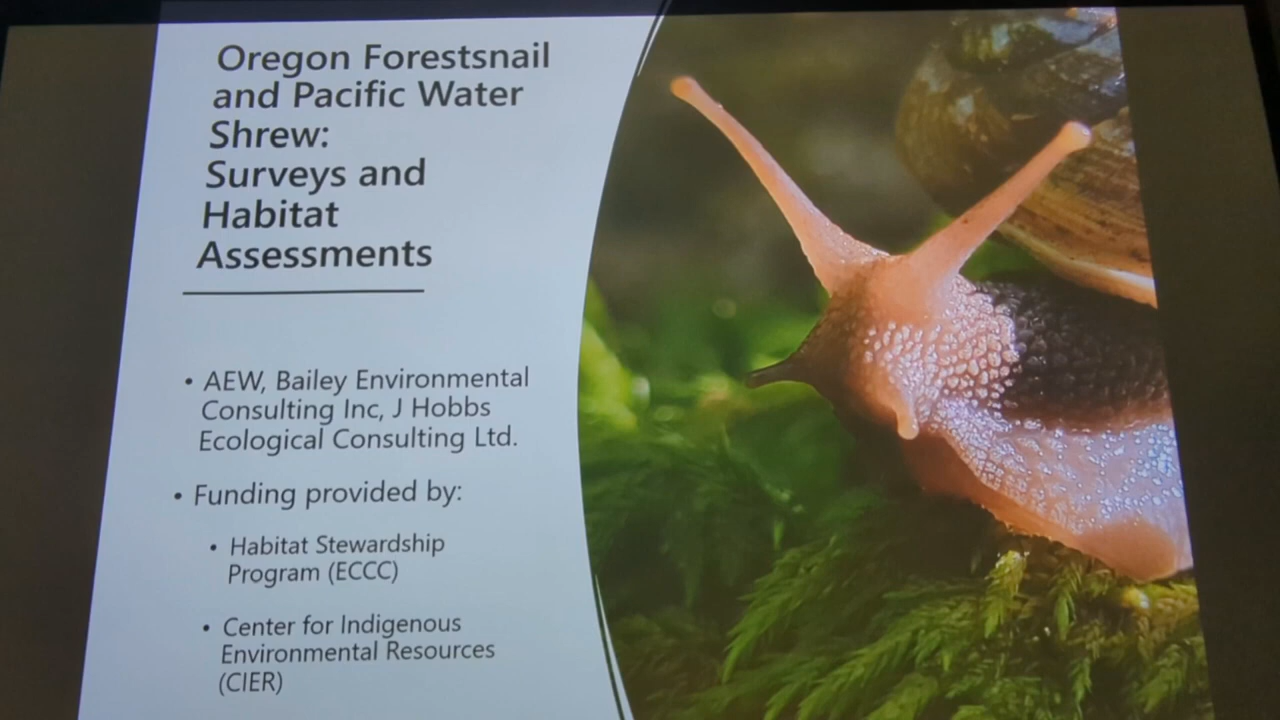 Oregon Forestsnail
and Pacific Water
Shrew:
Surveys and
Habitat
Assessments
• AEW, Bailey Environmental
Consulting Inc, J Hobbs
Ecological Consulting Ltd.
• Funding provided by:
• Habitat Stewardship
Program (ECCC)
• Center for Indigenous
Environmental Resources
(CIER)